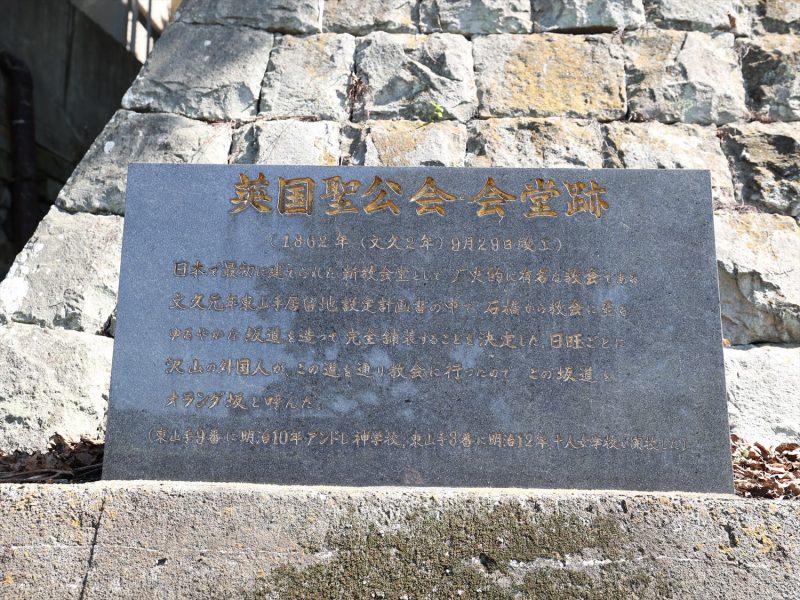 英国聖公会・会堂跡
(1862年(文久2年)9月29日竣工)
日本で最初に建てられた新教会堂として 広く史的に有名な教会である
文久元年東山手居留地設定計画書の中で 石橋から教会に至る
ゆるやかな坂道を造って 完全舗装することを決定した 日旺ごとに
沢山の外国人が、この道を通り教会に行ったので この坂道を
オランダ坂と呼んだ。
(東山手9番に明治10年アンドレ神学校, 東山手3番に明治12年,十人女学校が開校した)